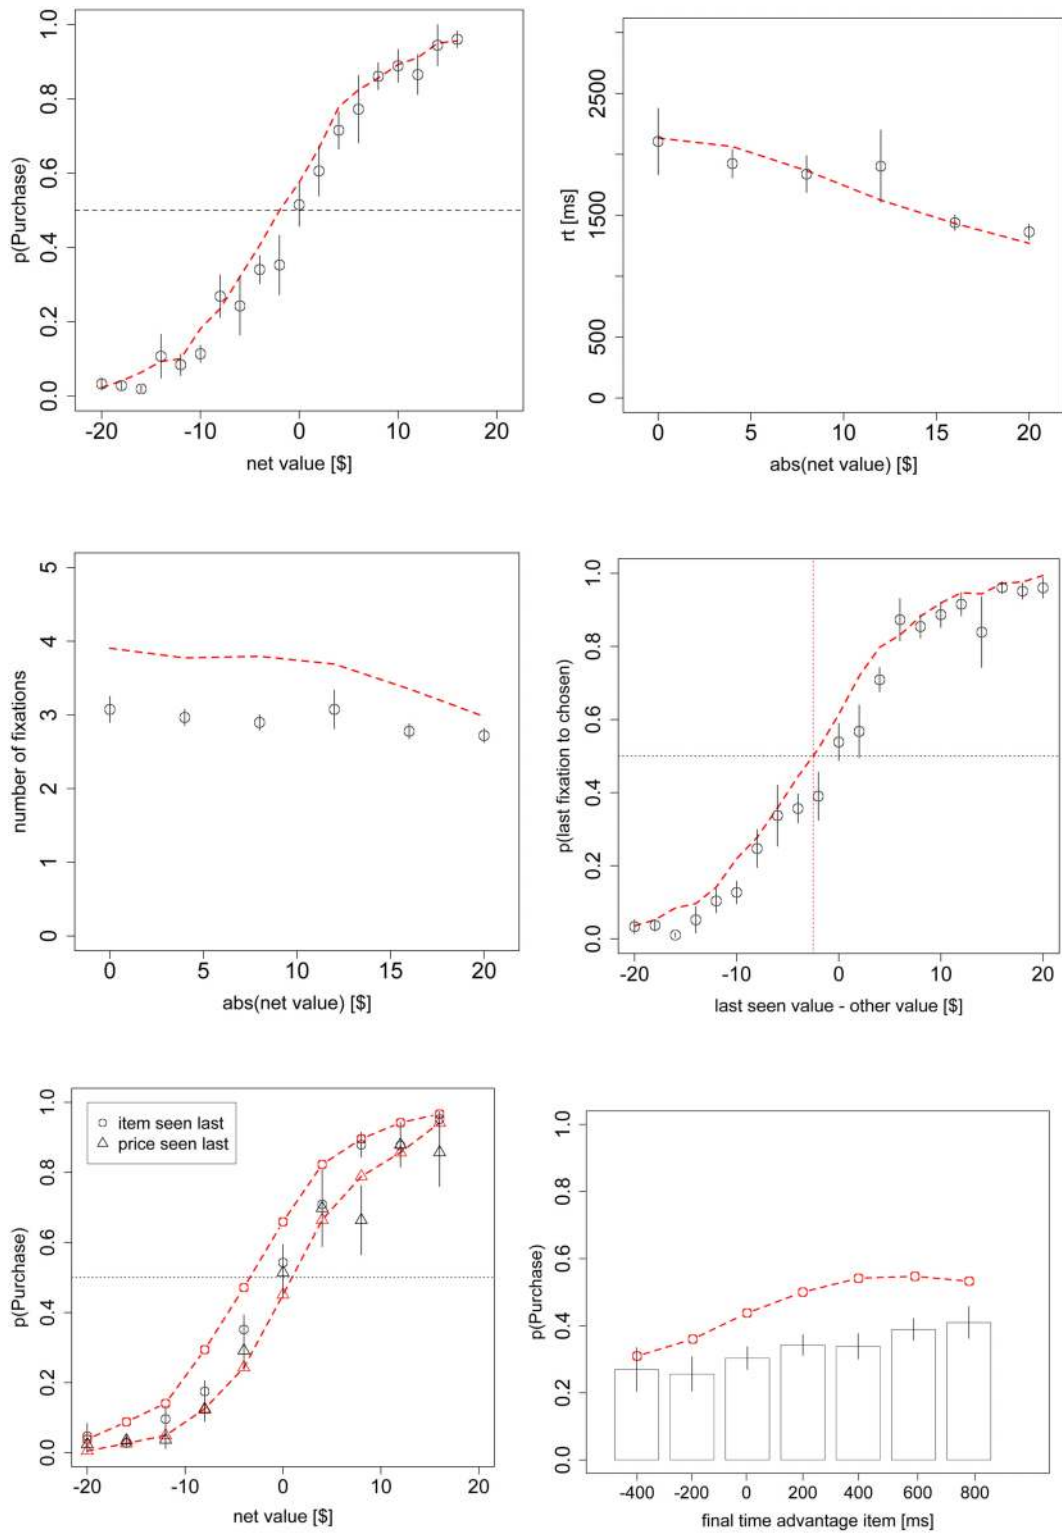 p(Purchase)
1.0
0.8
0.6
0.4
0.2
0.0
-20 -10 0 10 20
net value [$]
rt [ms]
2500
1500
500
0
0 5 10 15 20
abs(net value) [$]
number of fixations
5
4
3
2
1
0
0 5 10 15 20
abs(net value) [$]
p(last fixation to chosen)
1.0
0.8
0.6
0.4
0.2
0.0
-20 -10 0 10 20
last seen value - other value [$]
p(Purchase)
1.0
0.8
0.6
0.4
0.2
0.0
item seen last
price seen last
-20 -10 0 10 20
net value [$]
p(Purchase)
1.0
0.8
0.6
0.4
0.2
0.0
-400 -200 0 200 400 600 800
final time advantage item [ms]